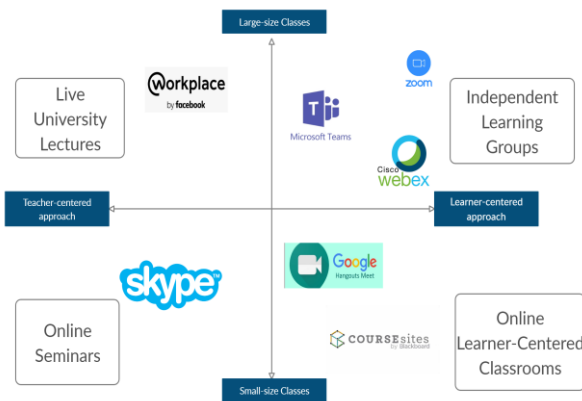 Large-size Classes
Live
University
Lectures
workplace
by facebook
Microsoft Teams
zoom
Independent
Learning
Groups
Cisco
webex
Teacher-centered
approach
Learner-centered
approach
skype™
Google
Hangouts Meet
Online
Seminars
COURSEsites
by Blackboard
Online
Learner-Centered
Classrooms
Small-size Classes